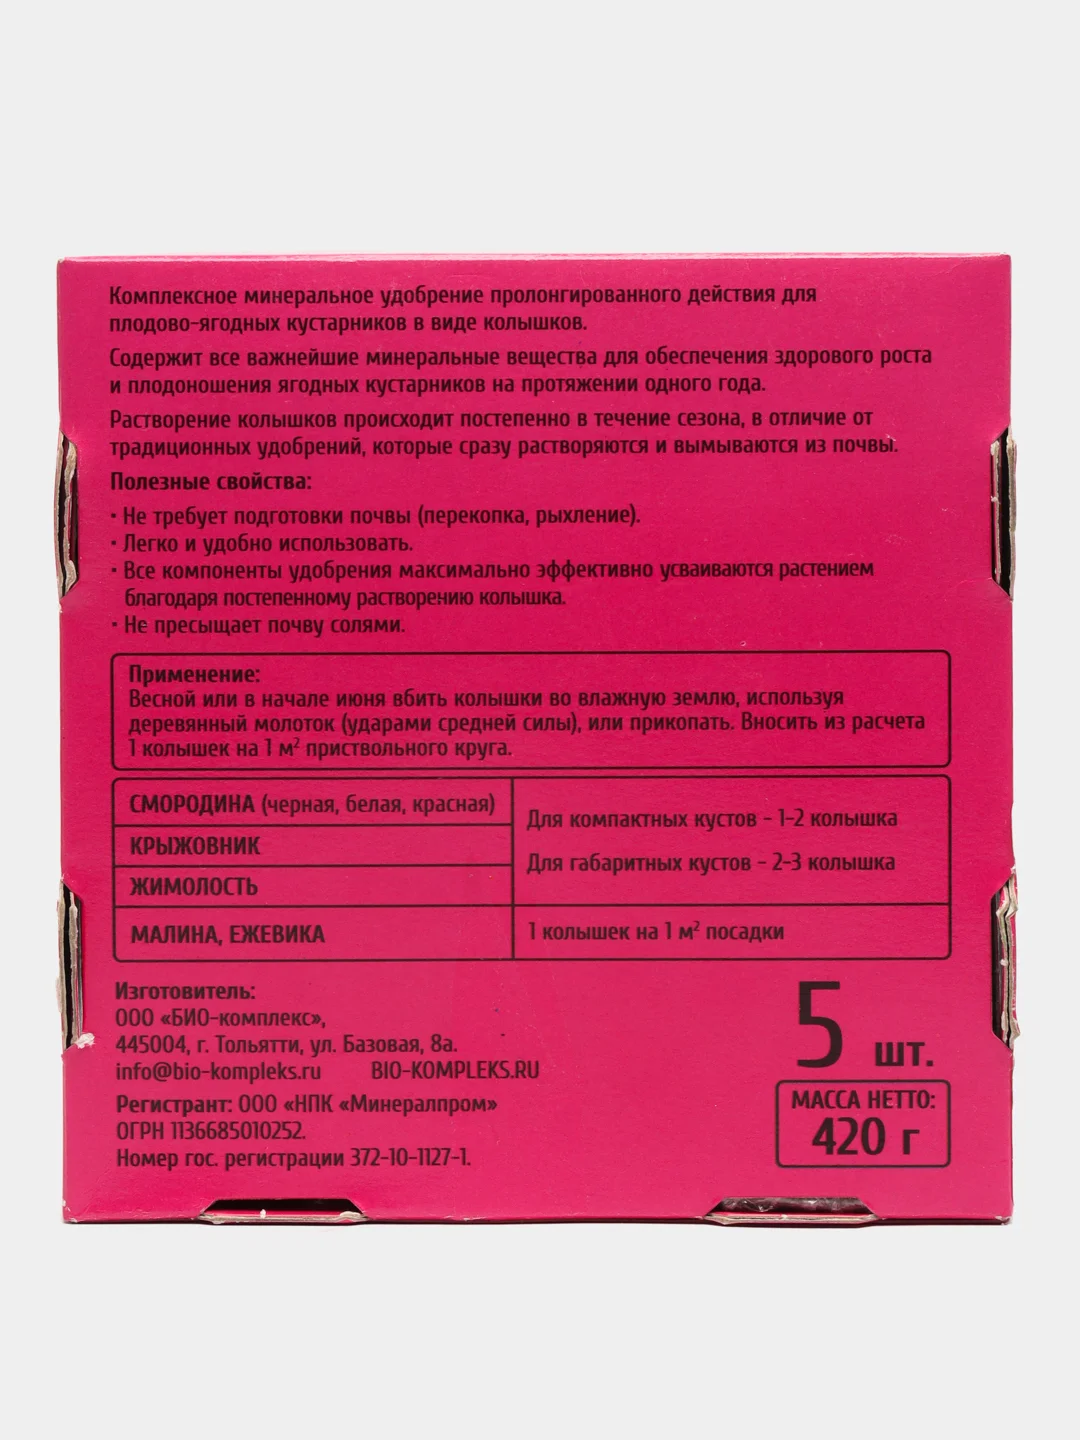 Комплексное минеральное удобрение пролонгированного действия для
плодово-ягодных кустарников в виде колышков.
Содержит все важнейшие минеральные вещества для обеспечения здорового роста
и плодоношения ягодных кустарников на протяжении одного года.
Растворение колышков происходит постепенно в течение сезона, в отличие от
традиционных удобрений, которые сразу растворяются и вымываются из почвы.
Полезные свойства:
· Не требует подготовки почвы (перекопка, рыхление).
· Легко и удобно использовать.
· Все компоненты удобрения максимально эффективно усваиваются растением
благодаря постепенному растворению колышка.
· Не пресыщает почву солями.
Применение:
Весной или в начале июня вбить колышки во влажную землю, используя
деревянный молоток (ударами средней силы), или прикопать. Вносить из расчета
1 колышек на 1 м² приствольного круга.
СМОРОДИНА (черная, белая, красная)
КРЫЖОВНИК
ЖИМОЛОСТЬ
Для компактных кустов - 1-2 колышка
Для габаритных кустов - 2-3 колышка
МАЛИНА, ЕЖЕВИКА
1 колышек на 1 м² посадки
Изготовитель:
ООО «БИО-комплекс»,
445004, г. Тольятти, ул. Базовая, 8а.
info@bio-kompleks.ru BIO-KOMPLEKS.RU
Регистрант: ООО «НПК «Минералпром»
ОГРН 1136685010252.
Номер гос. регистрации 372-10-1127-1.
5 шт.
МАССА НЕТТО:
420 г